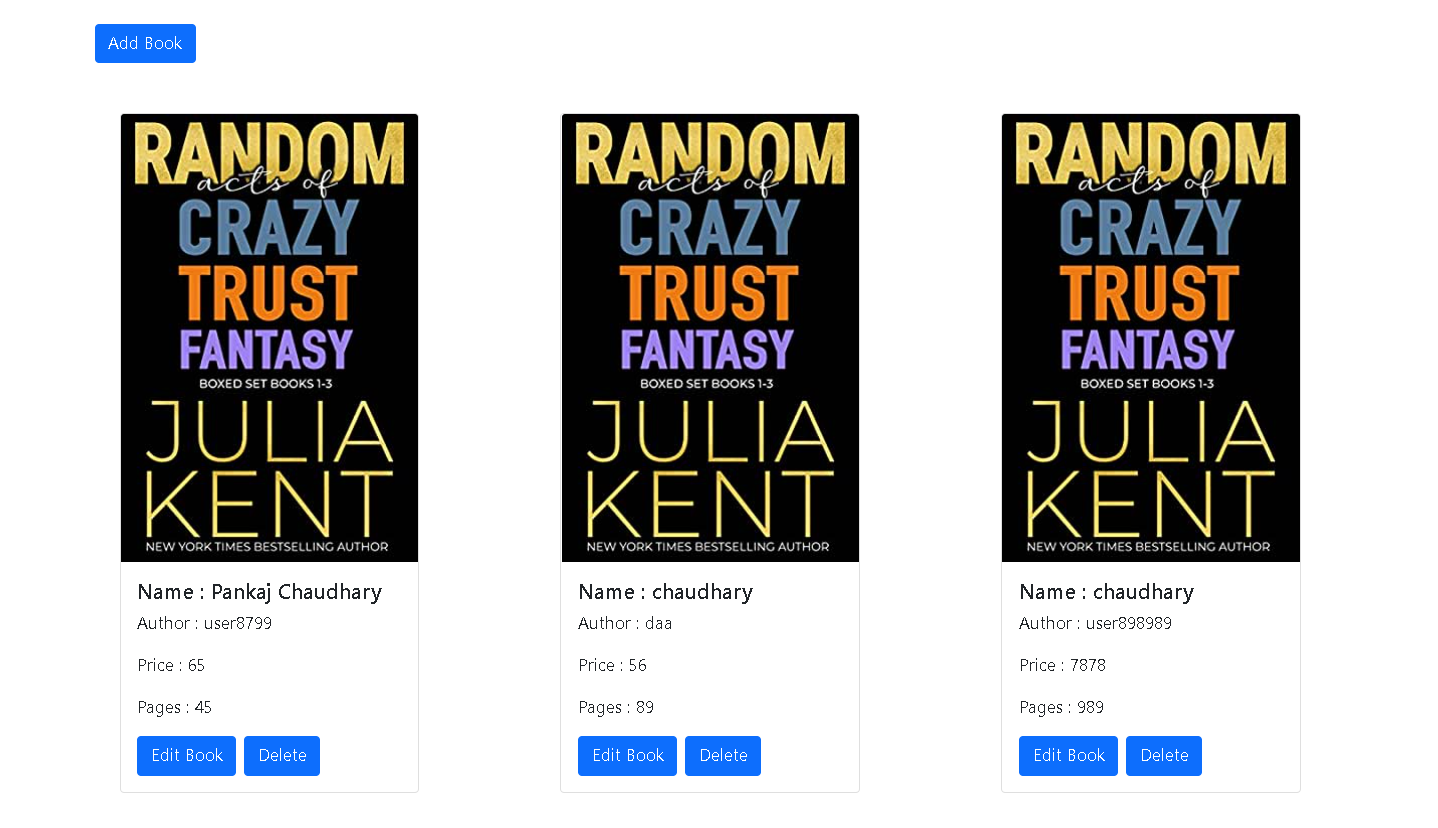 Add Book
RANDOM
acts of
CRAZY
TRUST
FANTASY
BOXED SET BOOKS 1-3
JULIA
KENT
NEW YORK TIMES BESTSELLING AUTHOR
Name : Pankaj Chaudhary
Author : user8799
Price : 65
Pages : 45
Edit Book Delete
RANDOM
acts of
CRAZY
TRUST
FANTASY
BOXED SET BOOKS 1-3
JULIA
KENT
NEW YORK TIMES BESTSELLING AUTHOR
Name : chaudhary
Author : daa
Price : 56
Pages : 89
Edit Book Delete
RANDOM
acts of
CRAZY
TRUST
FANTASY
BOXED SET BOOKS 1-3
JULIA
KENT
NEW YORK TIMES BESTSELLING AUTHOR
Name : chaudhary
Author : user898989
Price : 7878
Pages : 989
Edit Book Delete